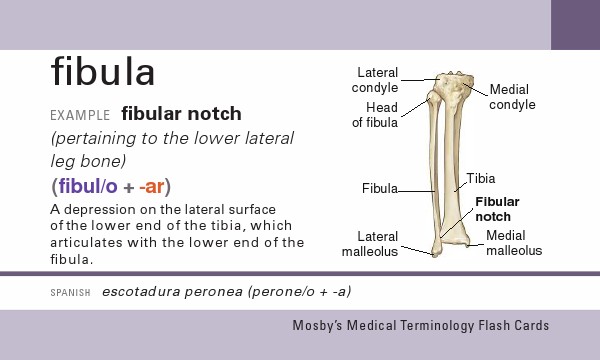 fibula
EXAMPLE fibular notch
(pertaining to the lower lateral
leg bone)
(fibul/o + -ar)
A depression on the lateral surface
of the lower end of the tibia, which
articulates with the lower end of the
fibula.
Lateral
condyle
Medial
condyle
Head
of fibula
Fibula
Tibia
Fibular
notch
Lateral
malleolus
Medial
malleolus
SPANISH escotadura peronea (perone/o + -a)
Mosby's Medical Terminology Flash Cards